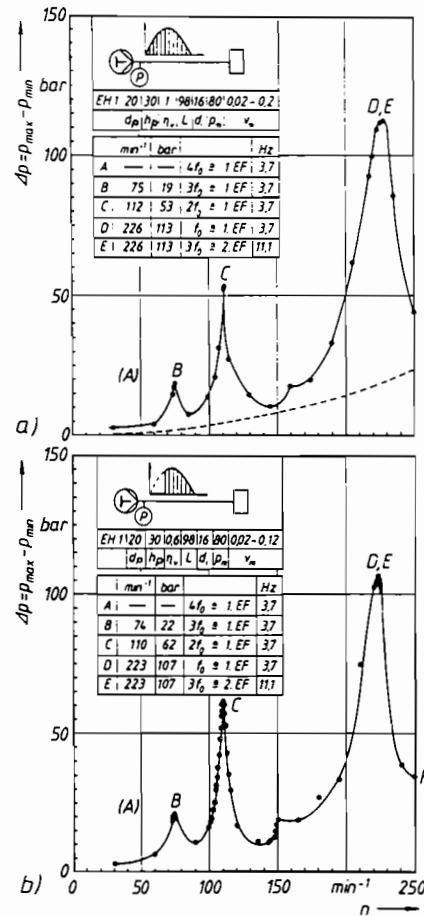 150
bar
Δp = p_max − p_min
100
50
0
D, E
C
B
(A)
a)
P
EH 1 20 30 1 98 16 80 0,02 – 0,2
d_p h_p η_v L d_i p_m v_m
min⁻¹ bar Hz
A — — 4f_0 ≙ 1. EF 3,7
B 75 19 3f_0 ≙ 1. EF 3,7
C 112 53 2f_0 ≙ 1. EF 3,7
D 226 113 f_0 ≙ 1. EF 3,7
E 226 113 3f_0 ≙ 2. EF 11,1
150
bar
Δp = p_max − p_min
100
50
0
D, E
C
B
(A)
b)
P
EH 1 20 30 0,6 98 16 80 0,02 – 0,12
d_p h_p η_v L d_i p_m v_m
i min⁻¹ bar Hz
A — — 4f_0 ≙ 1. EF 3,7
B 74 22 3f_0 ≙ 1. EF 3,7
C 110 62 2f_0 ≙ 1. EF 3,7
D 223 107 f_0 ≙ 1. EF 3,7
E 223 107 3f_0 ≙ 2. EF 11,1
0 50 100 150 min⁻¹ 250
n